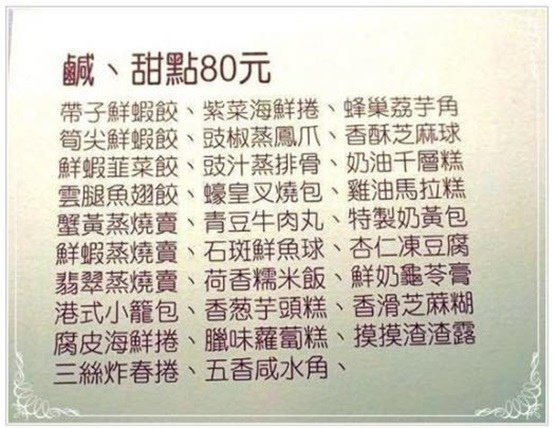 鹹、甜點80元
帶子鮮蝦餃、紫菜海鮮捲、蜂巢荔芋角
筍尖鮮蝦餃、豉椒蒸鳳爪、香酥芝麻球
鮮蝦韮菜餃、豉汁蒸排骨、奶油千層糕
雲腿魚翅餃、蠔皇叉燒包、雞油馬拉糕
蟹黃蒸燒賣、青豆牛肉丸、特製奶黃包
鮮蝦蒸燒賣、石斑鮮魚球、杏仁凍豆腐
翡翠蒸燒賣、荷香糯米飯、鮮奶龜苓膏
港式小籠包、香葱芋頭糕、香滑芝麻糊
腐皮海鮮捲、臘味蘿蔔糕、摸摸渣渣露
三絲炸春捲、五香咸水角、